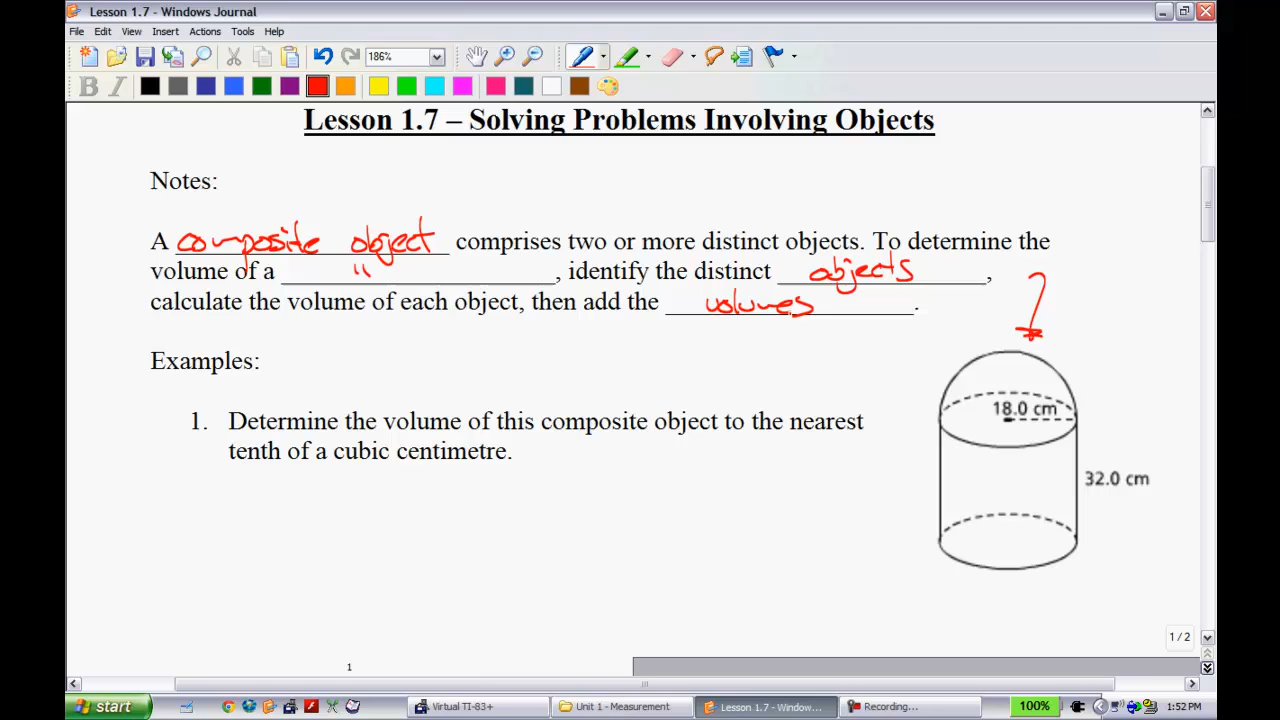 Lesson 1.7 - Windows Journal
File Edit View Insert Actions Tools Help
186%
B I
Lesson 1.7 – Solving Problems Involving Objects
Notes:
A composite object comprises two or more distinct objects. To determine the
volume of a " , identify the distinct objects ,
calculate the volume of each object, then add the volumes .
Examples:
1. Determine the volume of this composite object to the nearest
tenth of a cubic centimetre.
18.0 cm
32.0 cm
1 / 2
1
start Virtual TI-83+ Unit 1 - Measurement Lesson 1.7 - Window... Recording... 100% 1:52 PM